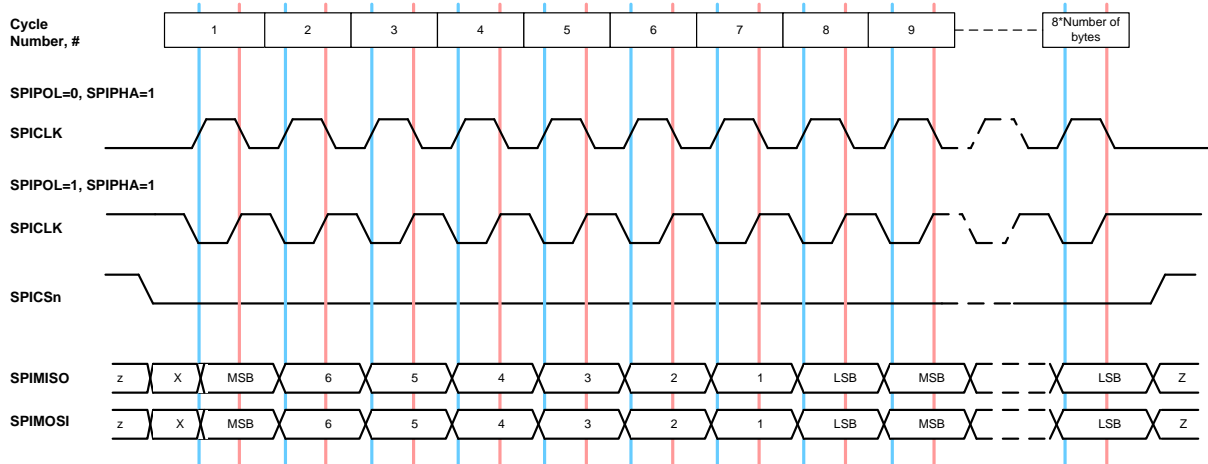 Cycle
Number, #
1 2 3 4 5 6 7 8 9
8*Number of
bytes
SPIPOL=0, SPIPHA=1
SPICLK
SPIPOL=1, SPIPHA=1
SPICLK
SPICSn
SPIMISO z X MSB 6 5 4 3 2 1 LSB MSB LSB Z
SPIMOSI z X MSB 6 5 4 3 2 1 LSB MSB LSB Z